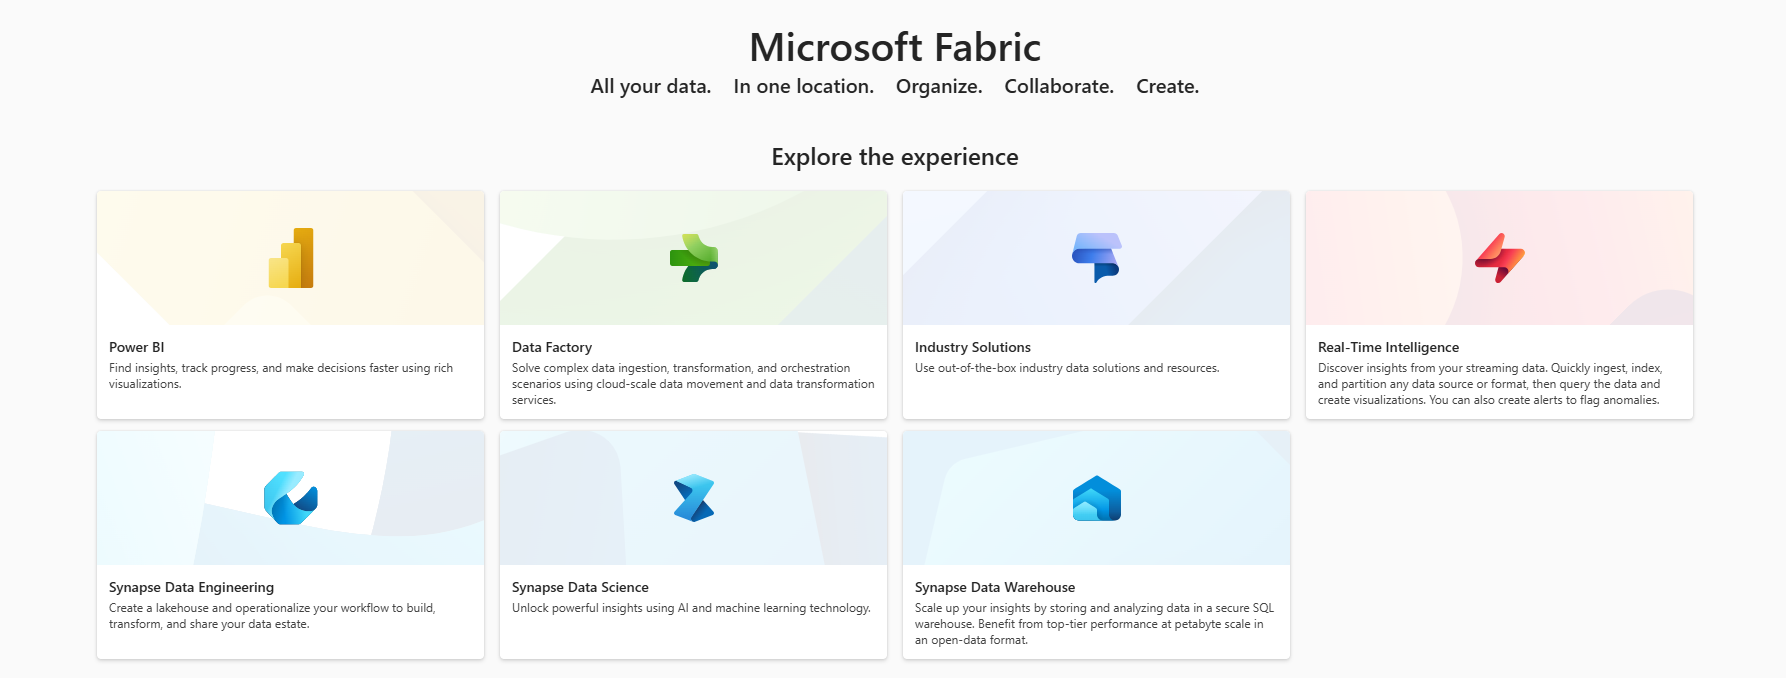 Microsoft Fabric
All your data. In one location. Organize. Collaborate. Create.
Explore the experience
Power BI
Find insights, track progress, and make decisions faster using rich
visualizations.
Data Factory
Solve complex data ingestion, transformation, and orchestration
scenarios using cloud-scale data movement and data transformation
services.
Industry Solutions
Use out-of-the-box industry data solutions and resources.
Real-Time Intelligence
Discover insights from your streaming data. Quickly ingest, index,
and partition any data source or format, then query the data and
create visualizations. You can also create alerts to flag anomalies.
Synapse Data Engineering
Create a lakehouse and operationalize your workflow to build,
transform, and share your data estate.
Synapse Data Science
Unlock powerful insights using AI and machine learning technology.
Synapse Data Warehouse
Scale up your insights by storing and analyzing data in a secure SQL
warehouse. Benefit from top-tier performance at petabyte scale in
an open-data format.